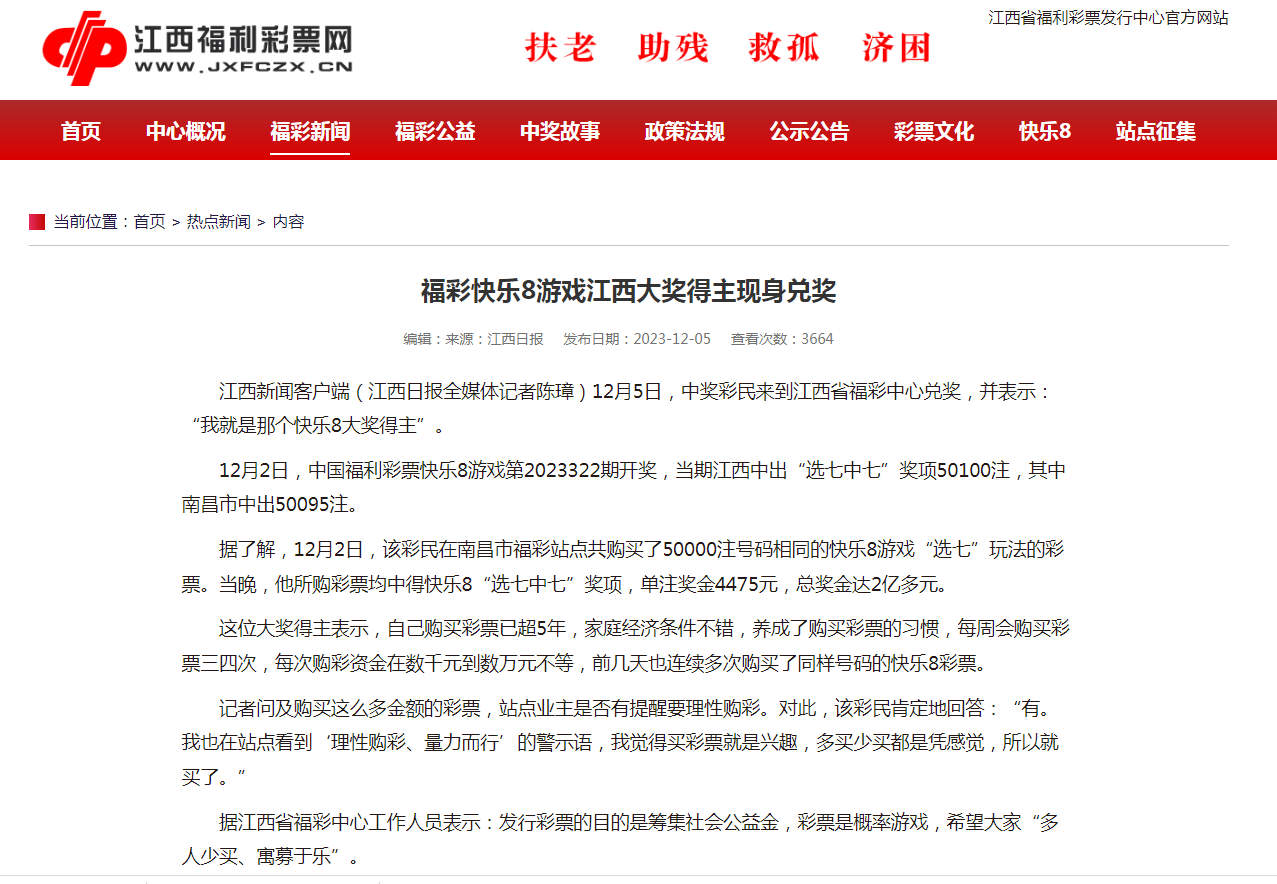 江西省福利彩票发行中心官方网站
江西福利彩票网
WWW.JXFCZX.CN
扶老 助残 救孤 济困
首页 中心概况 福彩新闻 福彩公益 中奖故事 政策法规 公示公告 彩票文化 快乐8 站点征集
当前位置：首页 > 热点新闻 > 内容
福彩快乐8游戏江西大奖得主现身兑奖
编辑：来源：江西日报 发布日期：2023-12-05 查看次数：3664
江西新闻客户端（江西日报全媒体记者陈璋）12月5日，中奖彩民来到江西省福彩中心兑奖，并表示：
“我就是那个快乐8大奖得主”。
12月2日，中国福利彩票快乐8游戏第2023322期开奖，当期江西中出“选七中七”奖项50100注，其中
南昌市中出50095注。
据了解，12月2日，该彩民在南昌市福彩站点共购买了50000注号码相同的快乐8游戏“选七”玩法的彩
票。当晚，他所购彩票均中得快乐8“选七中七”奖项，单注奖金4475元，总奖金达2亿多元。
这位大奖得主表示，自己购买彩票已超5年，家庭经济条件不错，养成了购买彩票的习惯，每周会购买彩
票三四次，每次购彩资金在数千元到数万元不等，前几天也连续多次购买了同样号码的快乐8彩票。
记者问及购买这么多金额的彩票，站点业主是否有提醒要理性购彩。对此，该彩民肯定地回答：“有。
我也在站点看到‘理性购彩、量力而行’的警示语，我觉得买彩票就是兴趣，多买少买都是凭感觉，所以就
买了。”
据江西省福彩中心工作人员表示：发行彩票的目的是筹集社会公益金，彩票是概率游戏，希望大家“多
人少买、寓募于乐”。